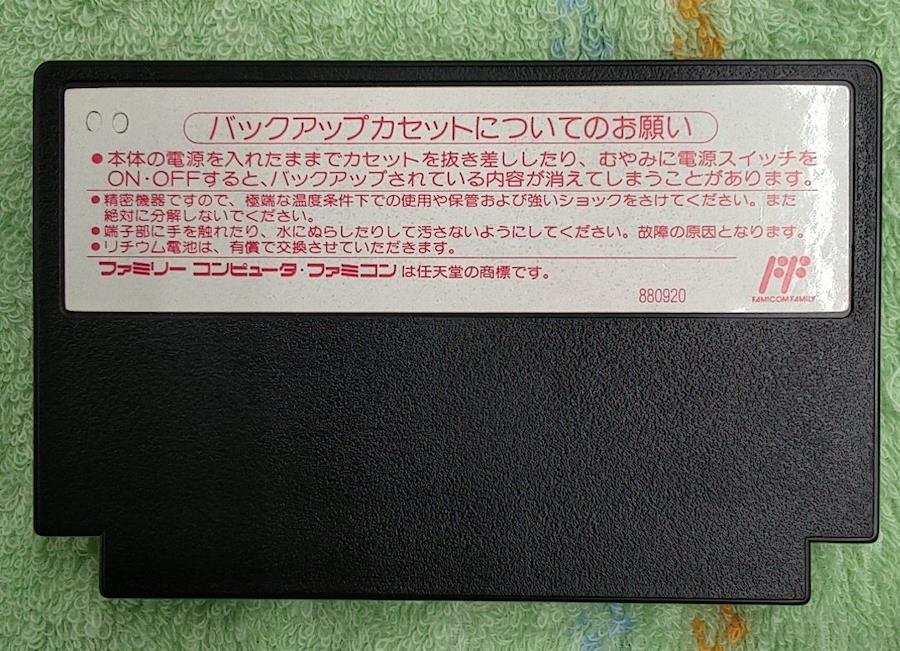 00
バックアップカセットについてのお願い
●本体の電源を入れたままでカセットを抜き差ししたり、むやみに電源スイッチを
ON・OFFすると、バックアップされている内容が消えてしまうことがあります。
●精密機器ですので、極端な温度条件下での使用や保管および強いショックをさけてください。また
絶対に分解しないでください。
●端子部に手を触れたり、水にぬらしたりして汚さないようにしてください。故障の原因となります。
●リチウム電池は、有償で交換させていただきます。
ファミリー コンピュータ・ファミコンは任天堂の商標です。
880920
FF
FAMICOM FAMILY